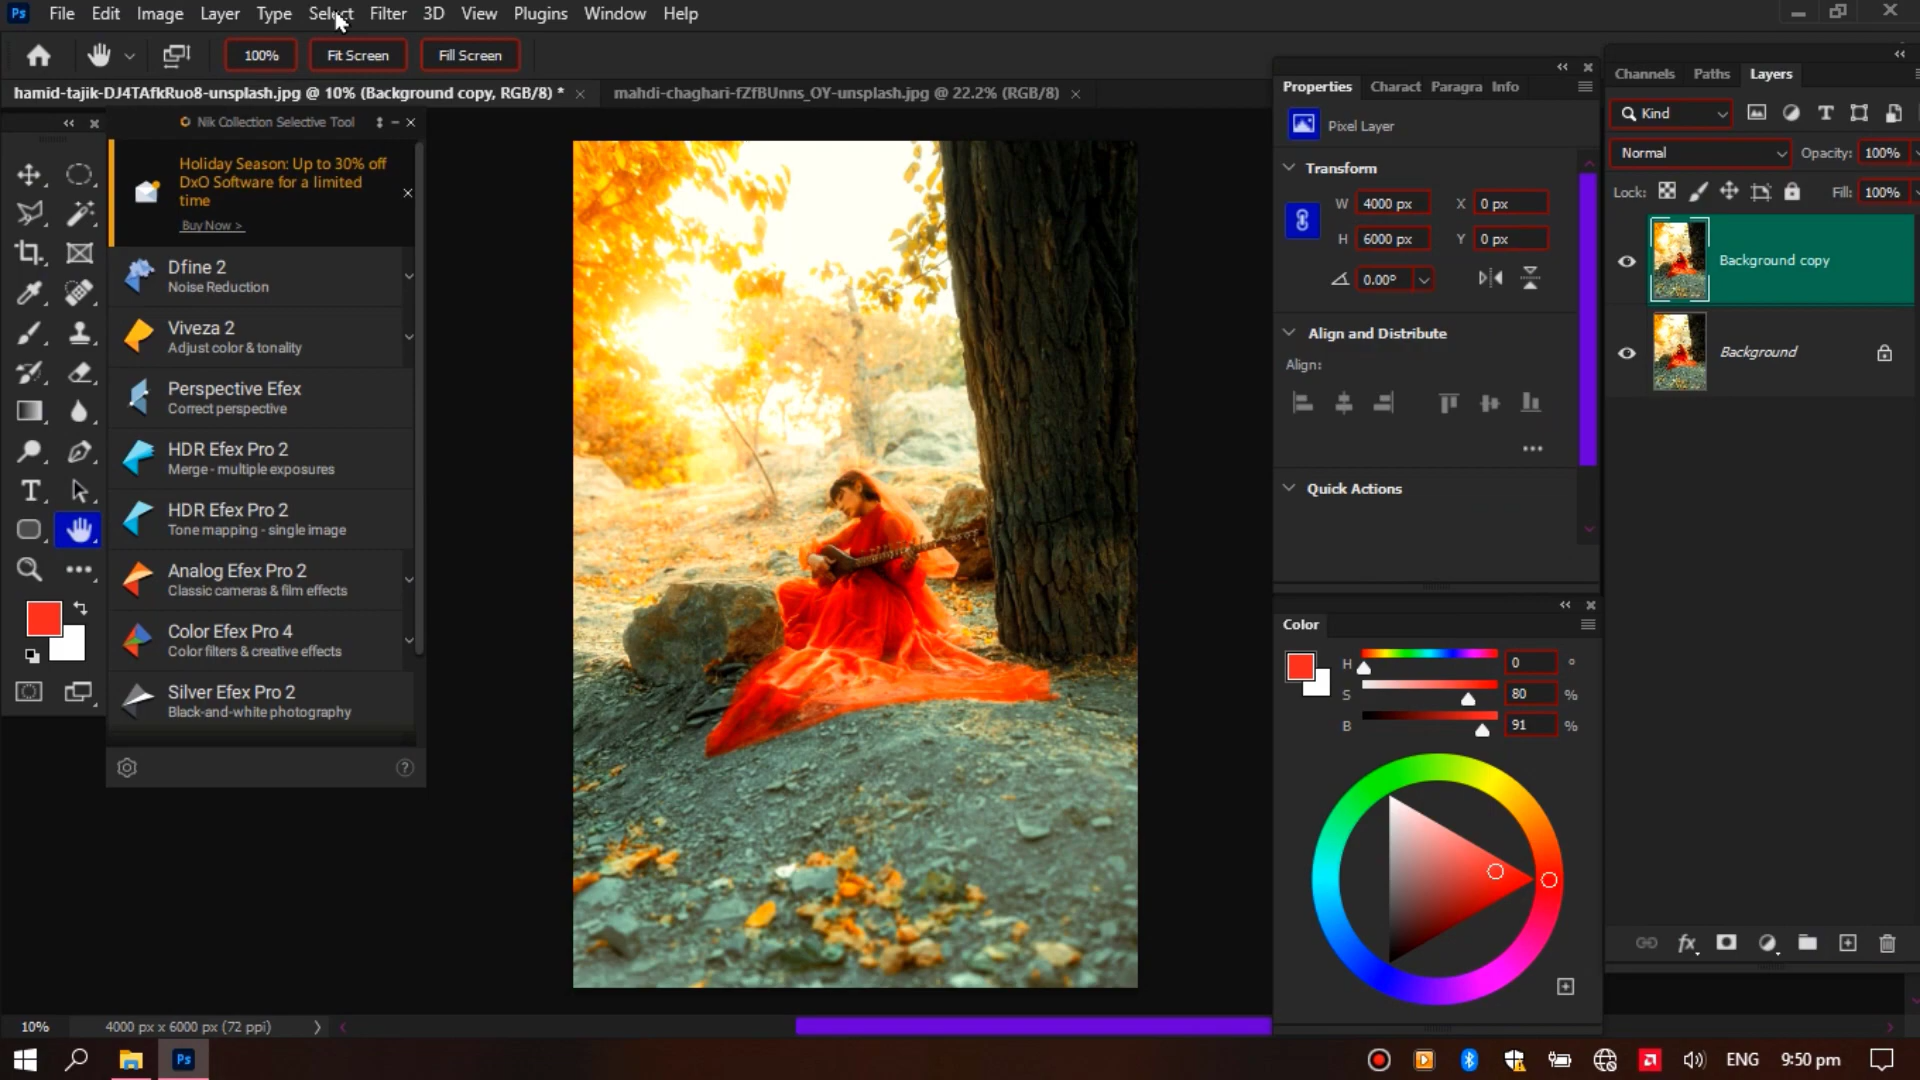 Ps File Edit Image Layer Type Select Filter 3D View Plugins Window Help
100% Fit Screen Fill Screen
hamid-tajik-DJ4TAfkRuo8-unsplash.jpg @ 10% (Background copy, RGB/8) *
mahdi-chaghari-fZfBUnns_OY-unsplash.jpg @ 22.2% (RGB/8)
Nik Collection Selective Tool
Holiday Season: Up to 30% off
DxO Software for a limited
time
Buy Now >
Dfine 2
Noise Reduction
Viveza 2
Adjust color & tonality
Perspective Efex
Correct perspective
HDR Efex Pro 2
Merge - multiple exposures
HDR Efex Pro 2
Tone mapping - single image
Analog Efex Pro 2
Classic cameras & film effects
Color Efex Pro 4
Color filters & creative effects
Silver Efex Pro 2
Black-and-white photography
Properties Charact Paragra Info
Pixel Layer
Transform
W 4000 px X 0 px
H 6000 px Y 0 px
0.00°
Align and Distribute
Align:
Quick Actions
Color
H 0 °
S 80 %
B 91 %
Channels Paths Layers
Kind
Normal Opacity: 100%
Lock: Fill: 100%
Background copy
Background
fx
10% 4000 px x 6000 px (72 ppi)
Ps
ENG 9:50 pm